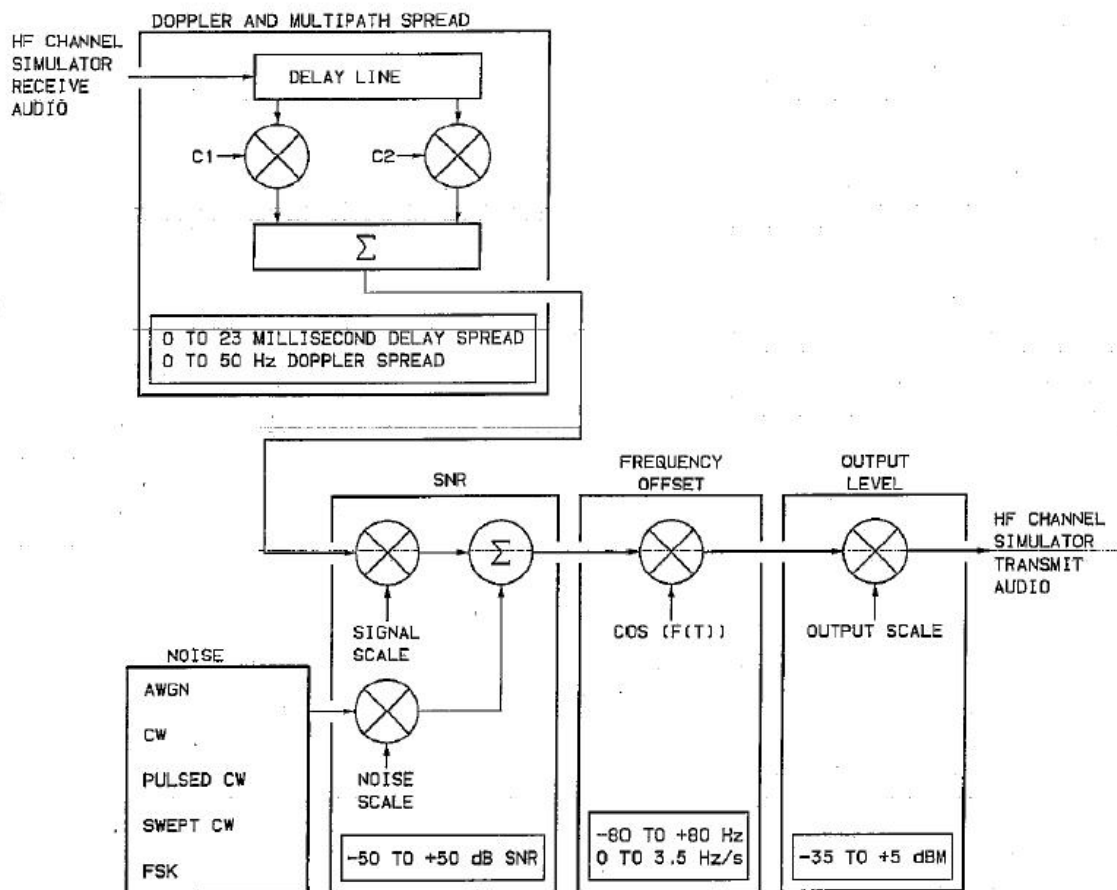 DOPPLER AND MULTIPATH SPREAD
HF CHANNEL
SIMULATOR
RECEIVE
AUDIO
DELAY LINE
C1
C2
Σ
0 TO 23 MILLISECOND DELAY SPREAD
0 TO 50 Hz DOPPLER SPREAD
SNR
FREQUENCY
OFFSET
OUTPUT
LEVEL
Σ
HF CHANNEL
SIMULATOR
TRANSMIT
AUDIO
SIGNAL
SCALE
COS (F(T))
OUTPUT SCALE
NOISE
AWGN
CW
PULSED CW
SWEPT CW
FSK
NOISE
SCALE
-50 TO +50 dB SNR
-80 TO +80 Hz
0 TO 3.5 Hz/s
-35 TO +5 dBM